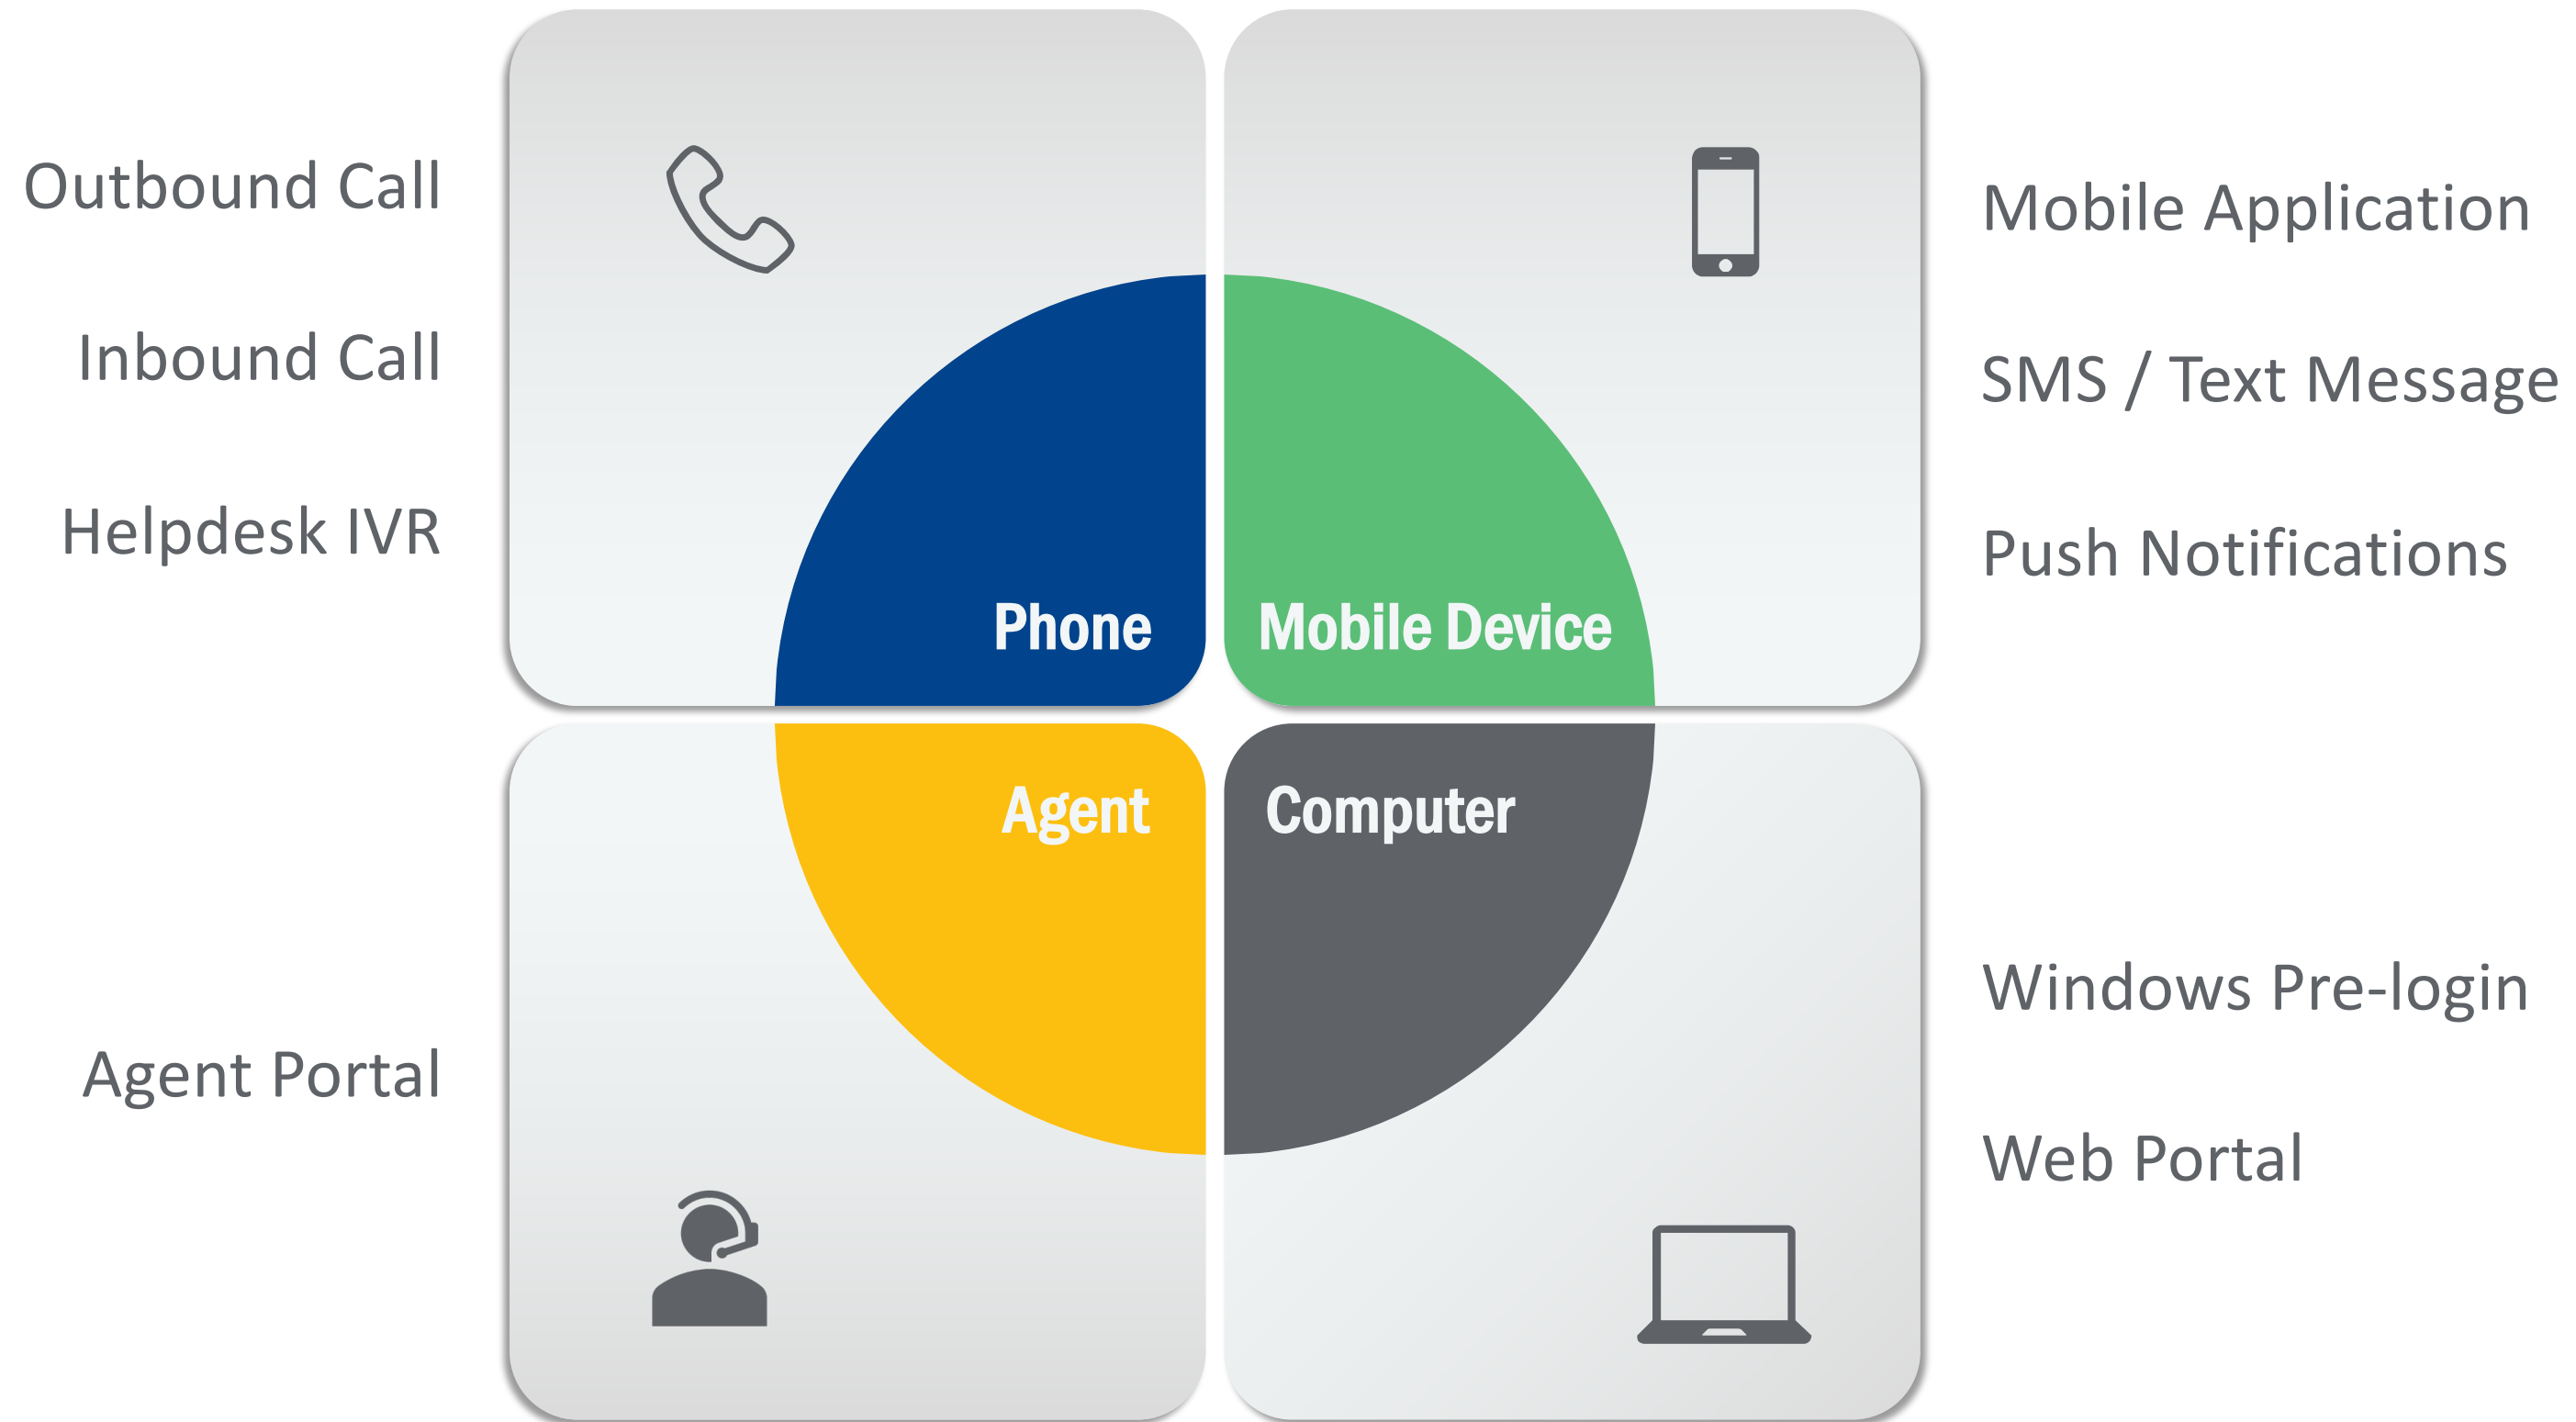 Outbound Call
Inbound Call
Helpdesk IVR
Phone
Mobile Device
Mobile Application
SMS / Text Message
Push Notifications
Agent
Computer
Agent Portal
Windows Pre-login
Web Portal